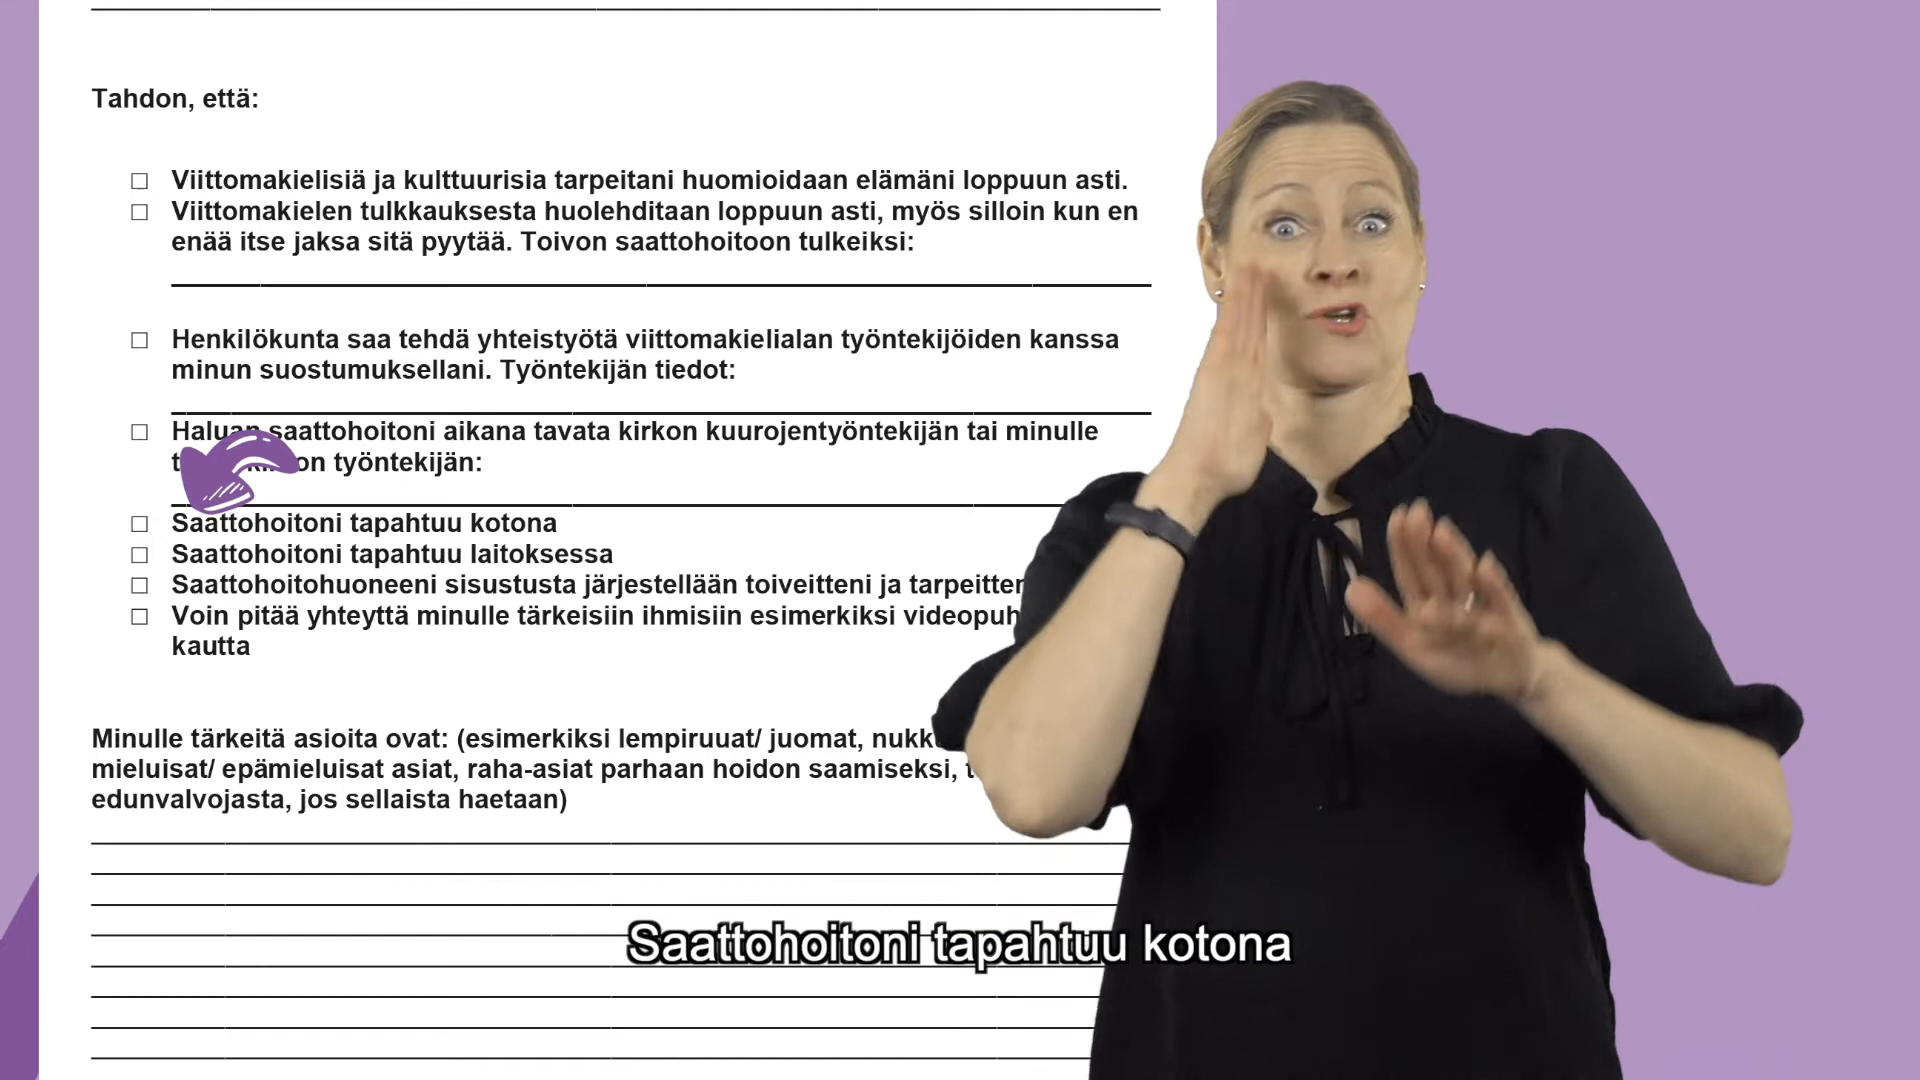 Tahdon, että:
☐ Viittomakielisiä ja kulttuurisia tarpeitani huomioidaan elämäni loppuun asti.
☐ Viittomakielen tulkkauksesta huolehditaan loppuun asti, myös silloin kun en
enää itse jaksa sitä pyytää. Toivon saattohoitoon tulkeiksi:
☐ Henkilökunta saa tehdä yhteistyötä viittomakielialan työntekijöiden kanssa
minun suostumuksellani. Työntekijän tiedot:
☐ Haluan saattohoitoni aikana tavata kirkon kuurojentyöntekijän tai minulle
työntekijän:
☐ Saattohoitoni tapahtuu kotona
☐ Saattohoitoni tapahtuu laitoksessa
☐ Saattohoitohuoneeni sisustusta järjestellään toiveitteni ja
☐ Voin pitää yhteyttä minulle tärkeisiin ihmisiin esimerkiksi
kautta
Minulle tärkeitä asioita ovat: (esimerkiksi lempiruuat/ juomat,
mieluisat/ epämieluisat asiat, raha-asiat parhaan hoidon saamiseksi,
edunvalvojasta, jos sellaista haetaan)
Saattohoitoni tapahtuu kotona